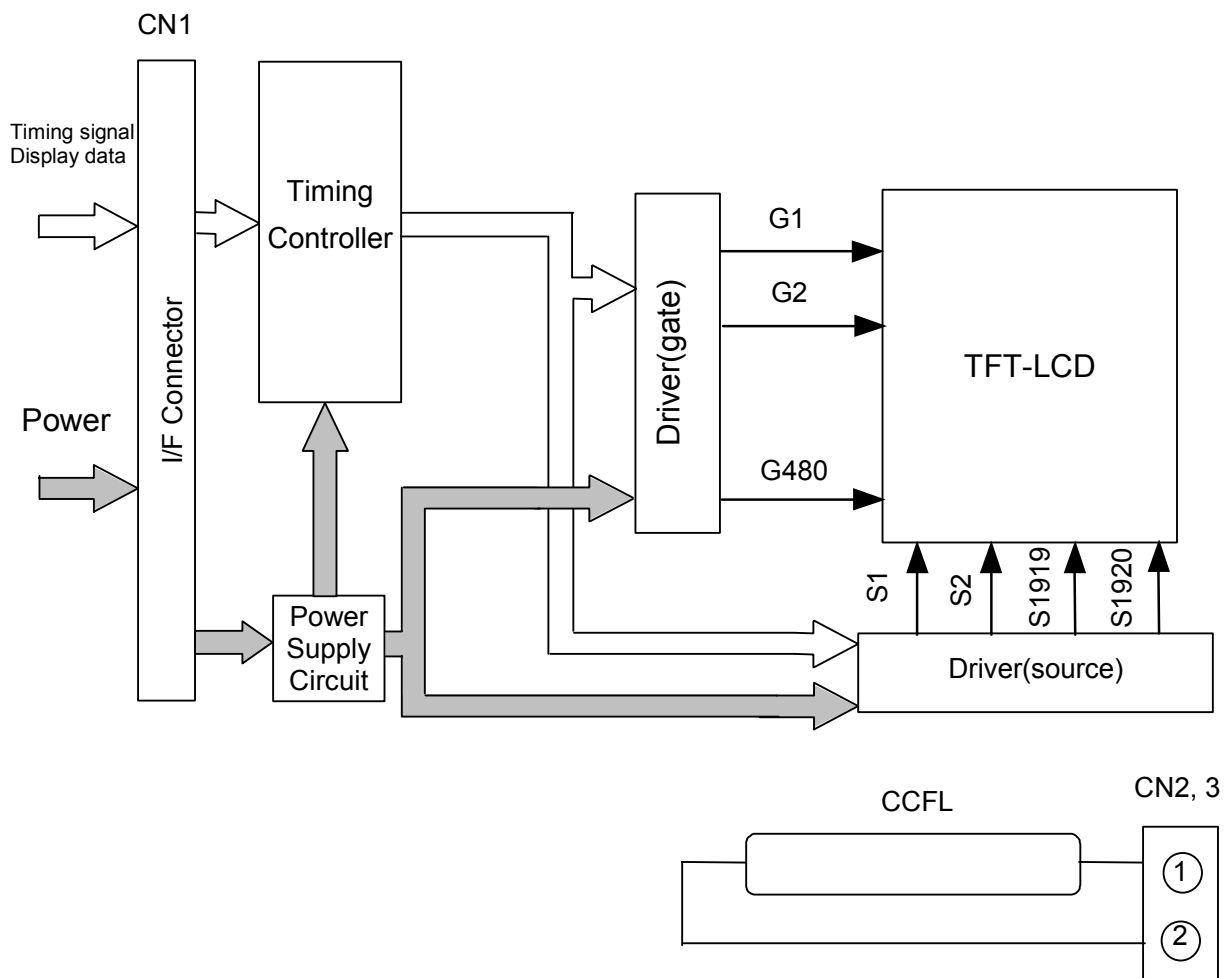 CN1
Timing signal
Display data
Power
I/F Connector
Timing
Controller
Power
Supply
Circuit
Driver(gate)
G1
G2
G480
TFT-LCD
S1
S2
S1919
S1920
Driver(source)
CCFL
CN2, 3
1
2